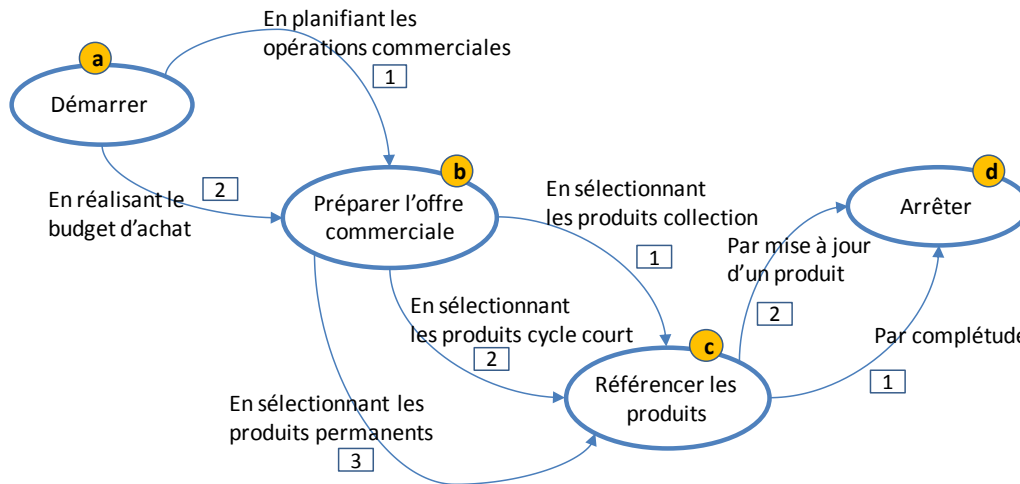 En planifiant les
opérations commerciales
1
a
Démarrer
2
En réalisant le
budget d'achat
b
Préparer l'offre
commerciale
En sélectionnant
les produits collection
1
d
Arrêter
Par mise à jour
d'un produit
2
En sélectionnant
les produits cycle court
2
Par complétude
1
c
Référencer les
produits
En sélectionnant les
produits permanents
3